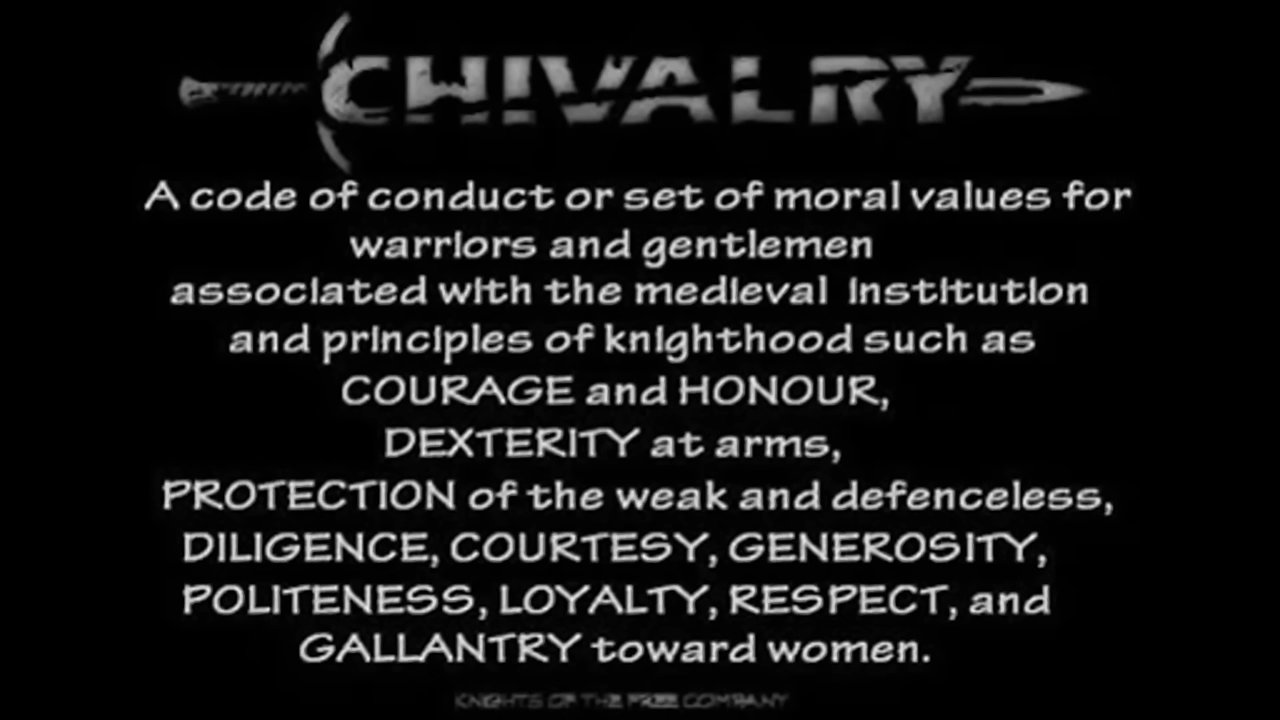 CHIVALRY
A code of conduct or set of moral values for
warriors and gentlemen
associated with the medieval institution
and principles of knighthood such as
COURAGE and HONOUR,
DEXTERITY at arms,
PROTECTION of the weak and defenceless,
DILIGENCE, COURTESY, GENEROSITY,
POLITENESS, LOYALTY, RESPECT, and
GALLANTRY toward women.
KNIGHTS OF THE FREE COMPANY